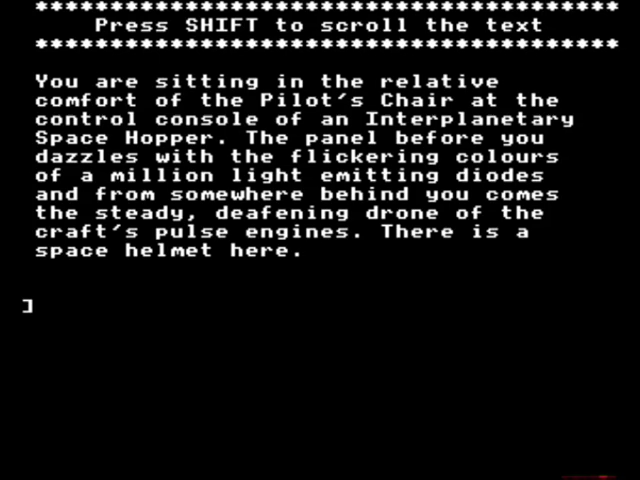 ***************************************
Press SHIFT to scroll the text
***************************************
You are sitting in the relative
comfort of the Pilot's Chair at the
control console of an Interplanetary
Space Hopper. The panel before you
dazzles with the flickering colours
of a million light emitting diodes
and from somewhere behind you comes
the steady, deafening drone of the
craft's pulse engines. There is a
space helmet here.
]